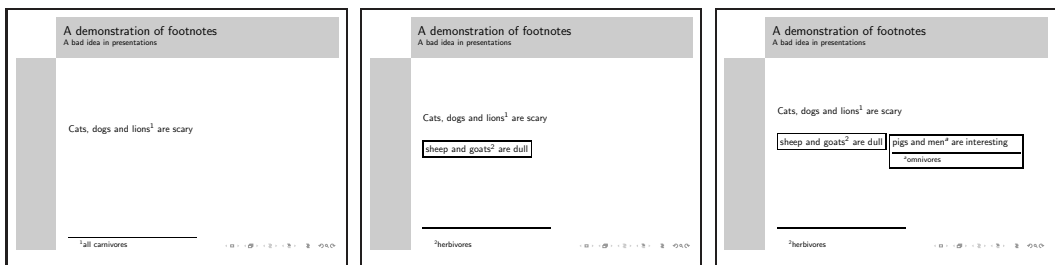 A demonstration of footnotes
A bad idea in presentations
Cats, dogs and lions¹ are scary
¹all carnivores
A demonstration of footnotes
A bad idea in presentations
Cats, dogs and lions¹ are scary
sheep and goats² are dull
²herbivores
A demonstration of footnotes
A bad idea in presentations
Cats, dogs and lions¹ are scary
sheep and goats² are dull
pigs and menᵃ are interesting
ᵃomnivores
²herbivores